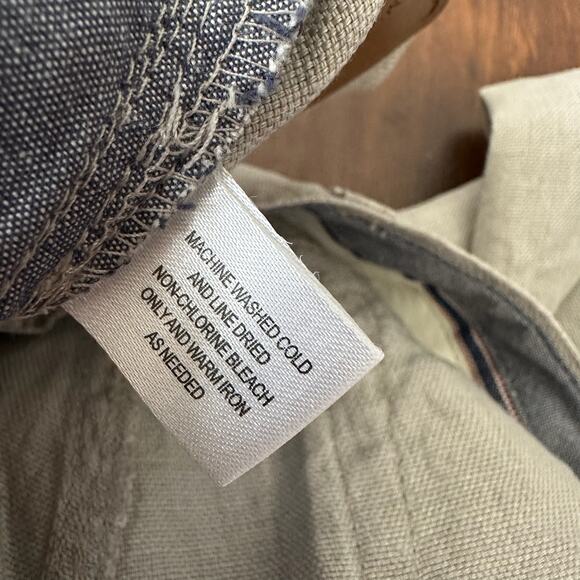 MACHINE WASHED COLD
AND LINE DRIED
NON-CHLORINE BLEACH
ONLY AND WARM IRON
AS NEEDED